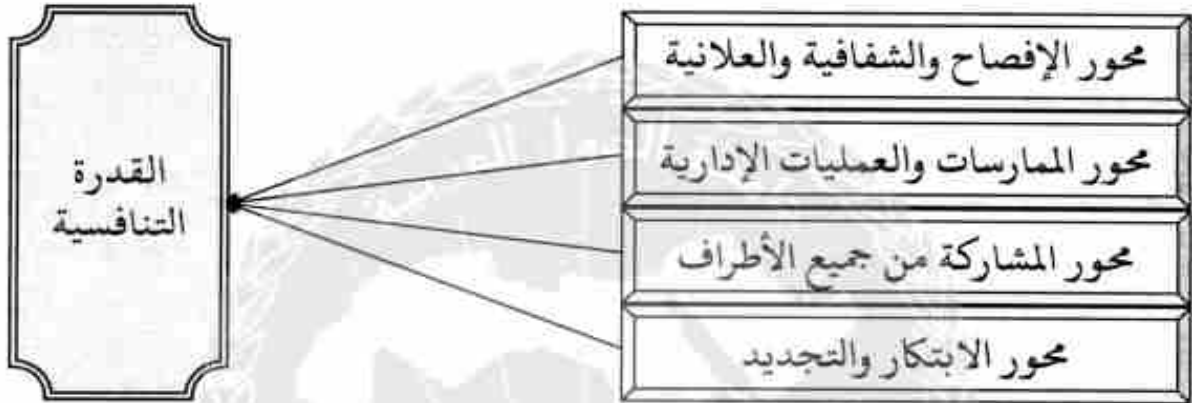 محور الإفصاح والشفافية والعلانية
محور الممارسات والعمليات الإدارية
محور المشاركة من جميع الأطراف
محور الابتكار والتجديد
القدرة
التنافسية